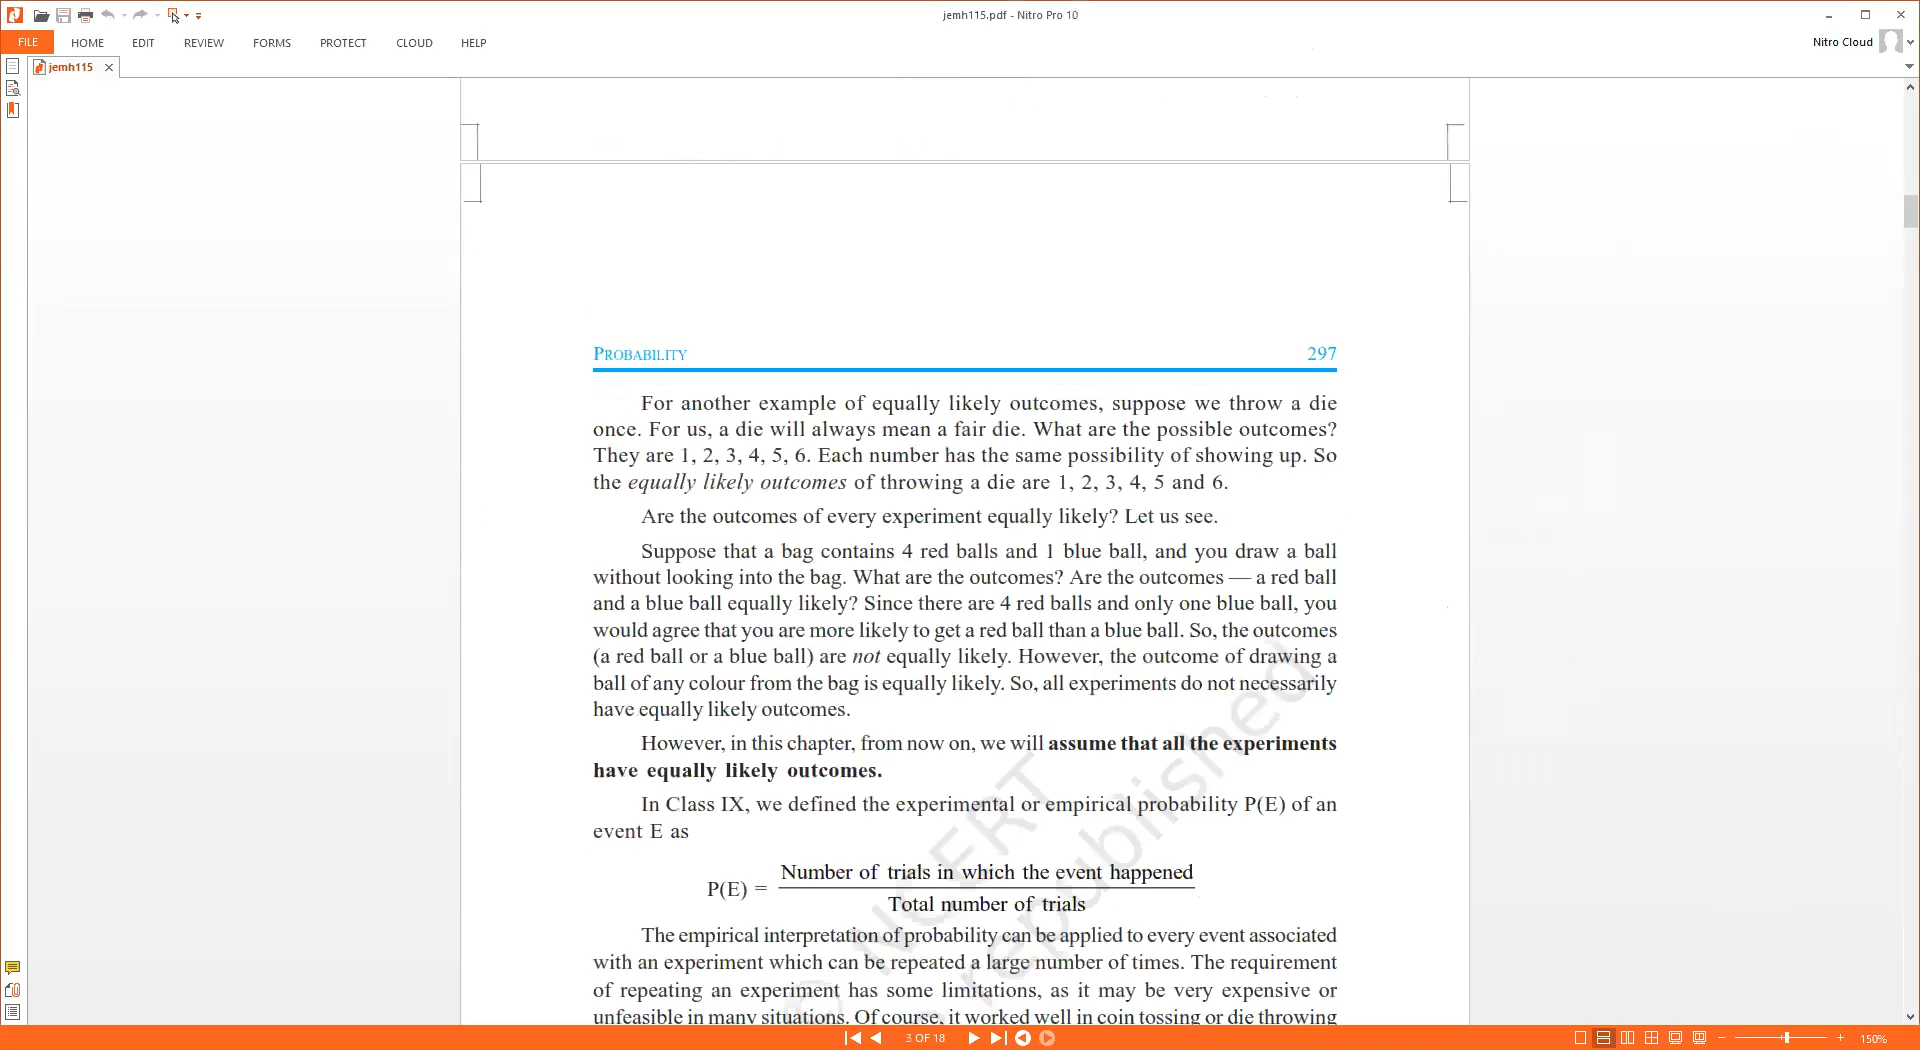 jemh115.pdf - Nitro Pro 10
FILE HOME EDIT REVIEW FORMS PROTECT CLOUD HELP
Nitro Cloud
jemh115
PROBABILITY 297
For another example of equally likely outcomes, suppose we throw a die
once. For us, a die will always mean a fair die. What are the possible outcomes?
They are 1, 2, 3, 4, 5, 6. Each number has the same possibility of showing up. So
the equally likely outcomes of throwing a die are 1, 2, 3, 4, 5 and 6.
Are the outcomes of every experiment equally likely? Let us see.
Suppose that a bag contains 4 red balls and 1 blue ball, and you draw a ball
without looking into the bag. What are the outcomes? Are the outcomes — a red ball
and a blue ball equally likely? Since there are 4 red balls and only one blue ball, you
would agree that you are more likely to get a red ball than a blue ball. So, the outcomes
(a red ball or a blue ball) are not equally likely. However, the outcome of drawing a
ball of any colour from the bag is equally likely. So, all experiments do not necessarily
have equally likely outcomes.
However, in this chapter, from now on, we will assume that all the experiments
have equally likely outcomes.
In Class IX, we defined the experimental or empirical probability P(E) of an
event E as
P(E) = Number of trials in which the event happened
Total number of trials
The empirical interpretation of probability can be applied to every event associated
with an experiment which can be repeated a large number of times. The requirement
of repeating an experiment has some limitations, as it may be very expensive or
unfeasible in many situations. Of course, it worked well in coin tossing or die throwing
© NCERT
republished
3 OF 18
150%